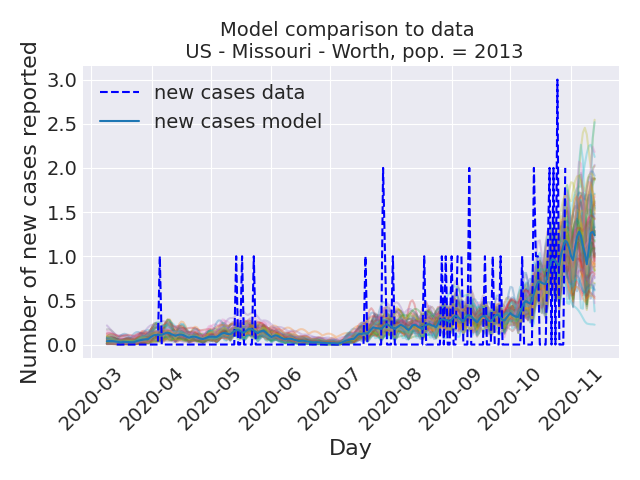 Model comparison to data
US - Missouri - Worth, pop. = 2013
Number of new cases reported
3.0
2.5
2.0
1.5
1.0
0.5
0.0
new cases data
new cases model
2020-03
2020-04
2020-05
2020-06
2020-07
2020-08
2020-09
2020-10
2020-11
Day